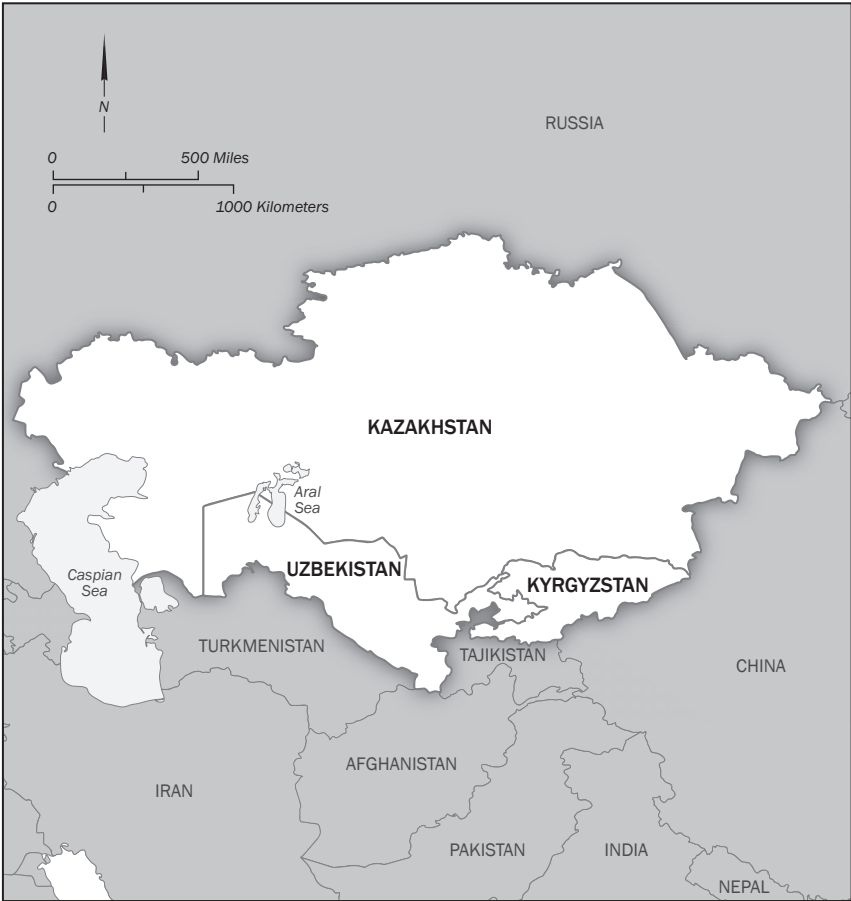 N
0 500 Miles
0 1000 Kilometers
RUSSIA
KAZAKHSTAN
Aral
Sea
UZBEKISTAN
Caspian
Sea
KYRGYZSTAN
TURKMENISTAN
TAJIKISTAN
CHINA
AFGHANISTAN
IRAN
PAKISTAN
INDIA
NEPAL